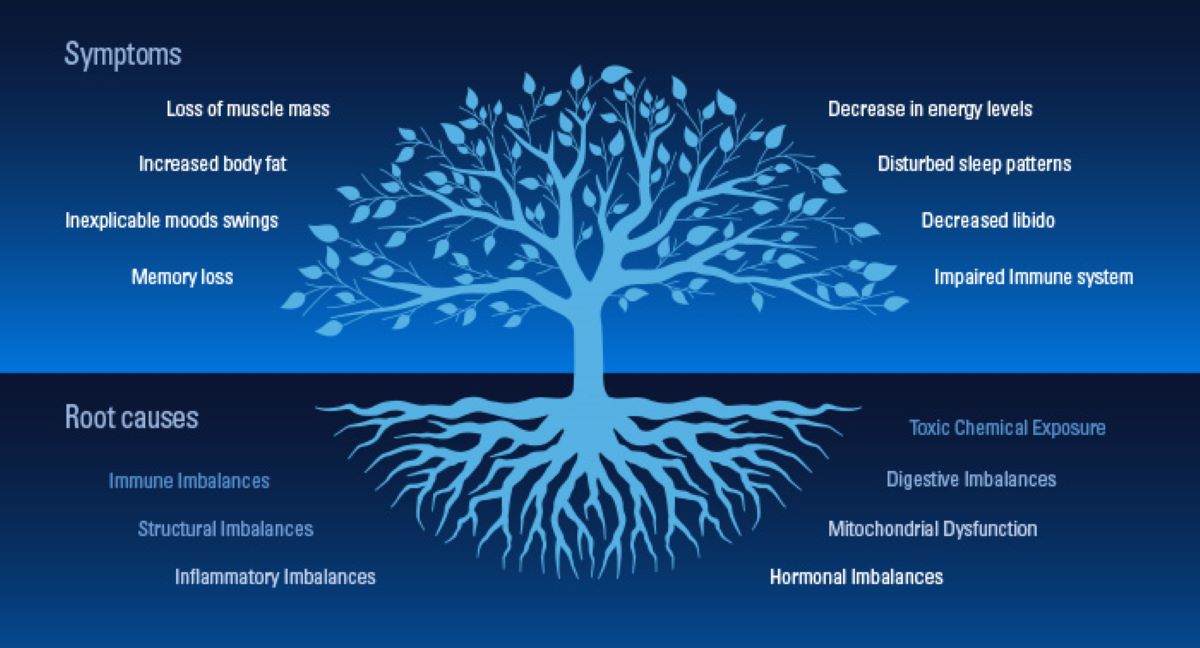 Symptoms
Loss of muscle mass
Increased body fat
Inexplicable moods swings
Memory loss
Decrease in energy levels
Disturbed sleep patterns
Decreased libido
Impaired Immune system
Root causes
Immune Imbalances
Structural Imbalances
Inflammatory Imbalances
Toxic Chemical Exposure
Digestive Imbalances
Mitochondrial Dysfunction
Hormonal Imbalances